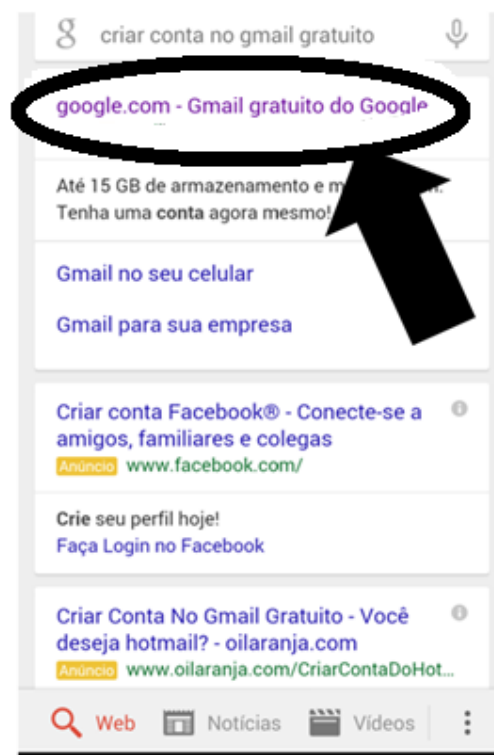 criar conta no gmail gratuito
google.com - Gmail gratuito do Google
Até 15 GB de armazenamento e
Tenha uma conta agora mesmo!
Gmail no seu celular
Gmail para sua empresa
Criar conta Facebook® - Conecte-se a
amigos, familiares e colegas
Anúncio www.facebook.com/
Crie seu perfil hoje!
Faça Login no Facebook
Criar Conta No Gmail Gratuito - Você
deseja hotmail? - oilaranja.com
Anúncio www.oilaranja.com/CriarContaDoHot...
Web Notícias Vídeos